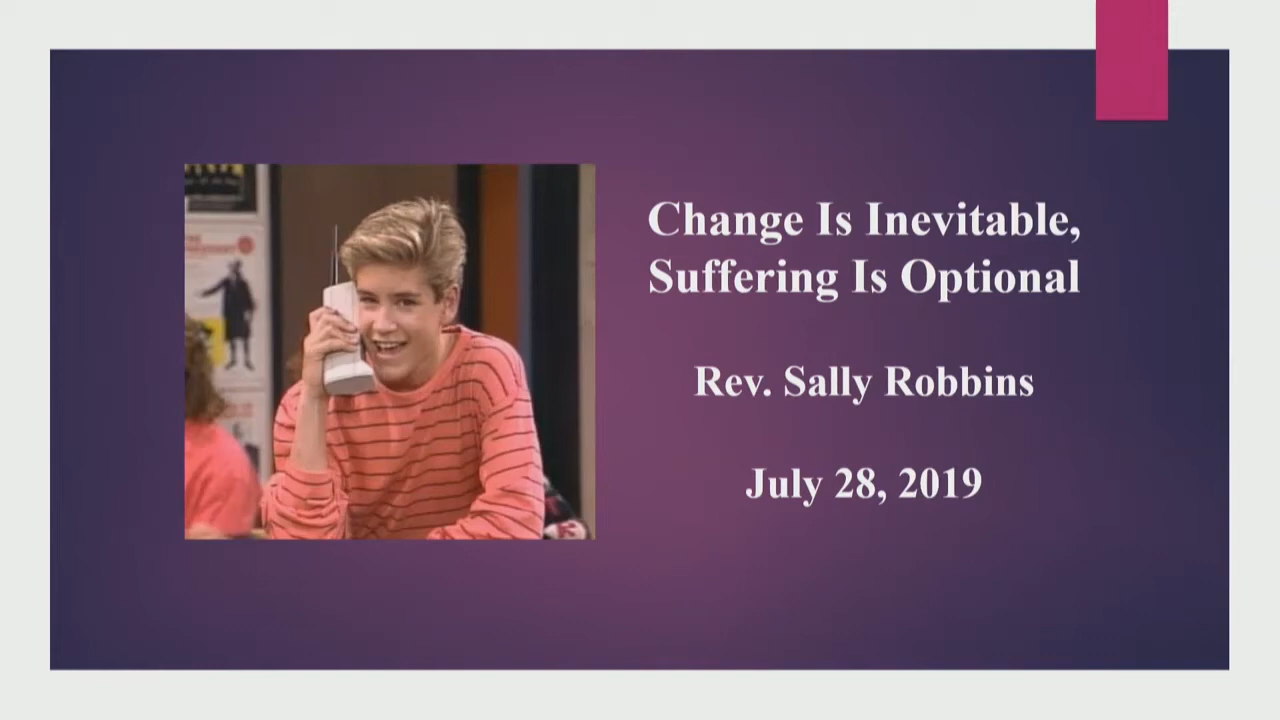 Change Is Inevitable,
Suffering Is Optional
Rev. Sally Robbins
July 28, 2019